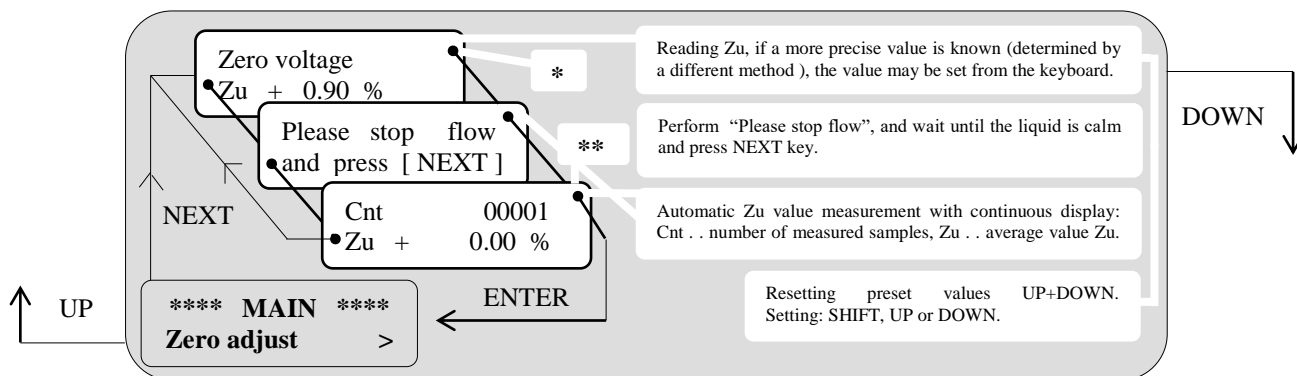 Zero voltage
Zu + 0.90 %
*
Reading Zu, if a more precise value is known (determined by
a different method ), the value may be set from the keyboard.
DOWN
Please stop flow
and press [ NEXT ]
**
Perform “Please stop flow”, and wait until the liquid is calm
and press NEXT key.
NEXT
Cnt 00001
Zu + 0.00 %
Automatic Zu value measurement with continuous display:
Cnt . . number of measured samples, Zu . . average value Zu.
UP
**** MAIN ****
Zero adjust >
ENTER
Resetting preset values UP+DOWN.
Setting: SHIFT, UP or DOWN.